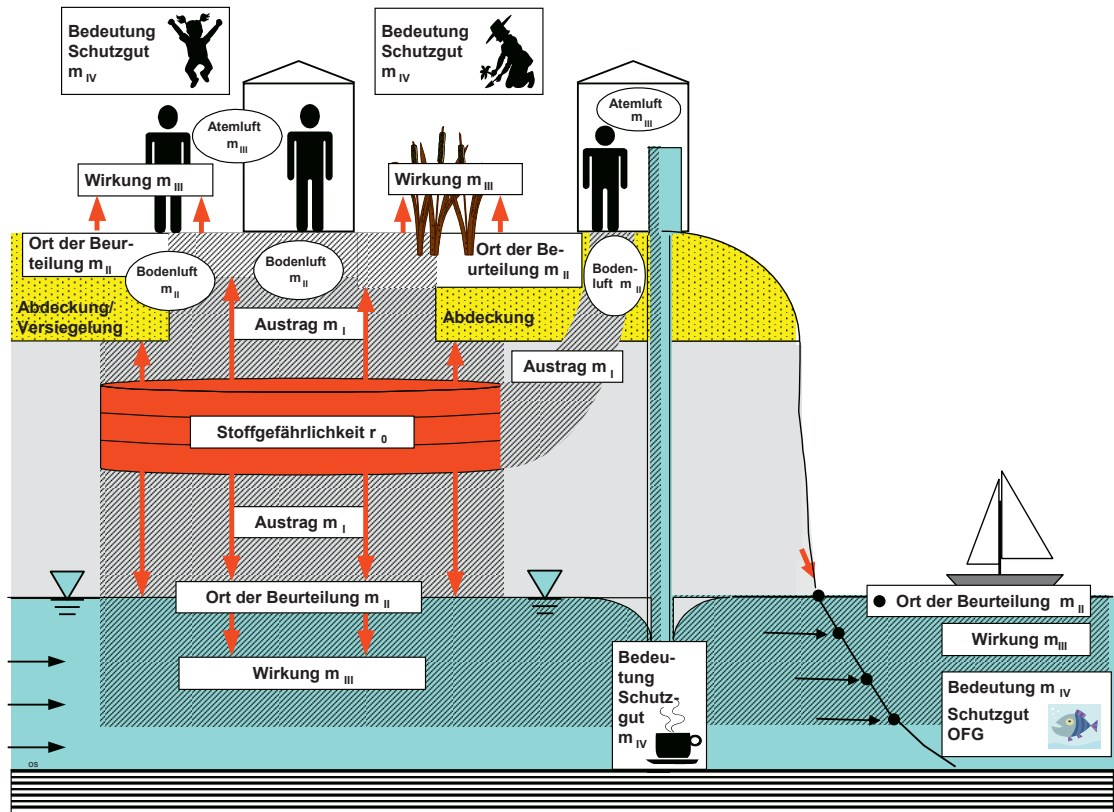 Bedeutung
Schutzgut
m IV
Bedeutung
Schutzgut
m IV
Atemluft
m III
Atemluft
m III
Wirkung m III
Wirkung m III
Ort der Beur-
teilung m II
Bodenluft
m II
Bodenluft
m II
Ort der Be-
urteilung m II
Boden-
luft m II
Abdeckung/
Versiegelung
Austrag m I
Abdeckung
Austrag m I
Stoffgefährlichkeit r 0
Austrag m I
Ort der Beurteilung m II
Ort der Beurteilung m II
Wirkung m III
Wirkung m III
Bedeu-
tung
Schutz-
gut
m IV
Bedeutung m IV
Schutzgut
OFG
OS